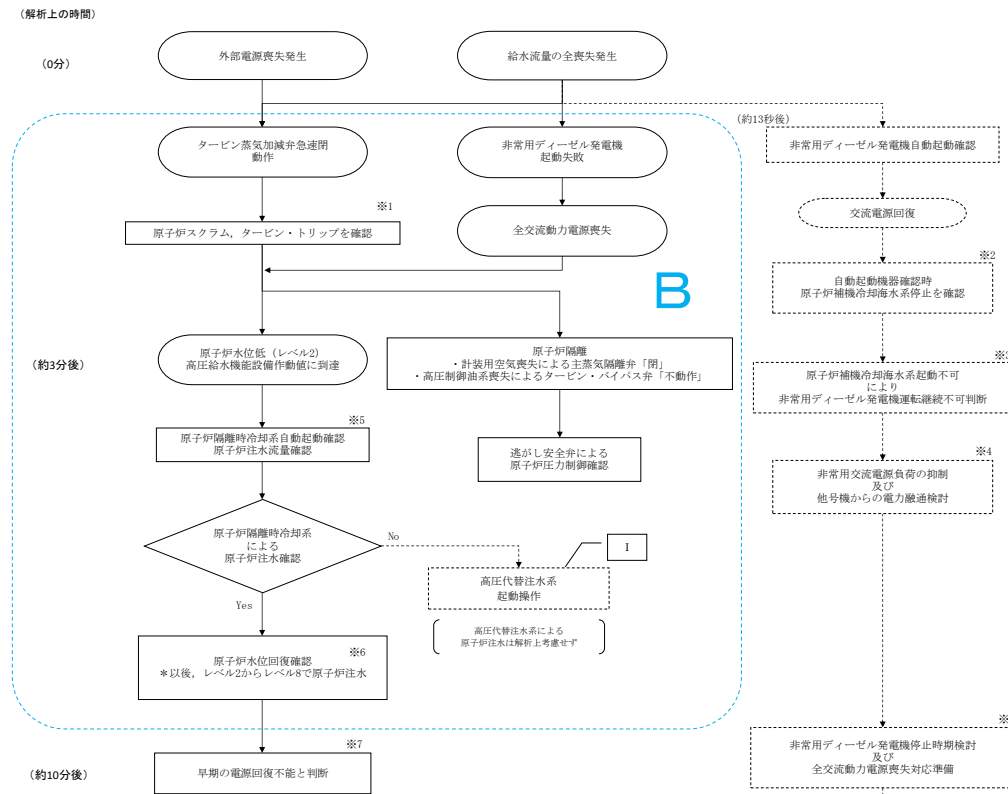 (解析上の時間)
(0分)
外部電源喪失発生
給水流量の全喪失発生
(約13秒後)
タービン蒸気加減弁急速閉
動作
非常用ディーゼル発電機
起動失敗
非常用ディーゼル発電機自動起動確認
※1
原子炉スクラム，タービン・トリップを確認
全交流動力電源喪失
交流電源回復
※2
自動起動機器確認時
原子炉補機冷却海水系停止を確認
B
(約3分後)
原子炉水位低（レベル2）
高圧給水機能設備作動値に到達
原子炉隔離
・計装用空気喪失による主蒸気隔離弁「閉」
・高圧制御油系喪失によるタービン・バイパス弁「不動作」
※3
原子炉補機冷却海水系起動不可
により
非常用ディーゼル発電機運転継続不可判断
※5
原子炉隔離時冷却系自動起動確認
原子炉注水流量確認
逃がし安全弁による
原子炉圧力制御確認
※4
非常用交流電源負荷の抑制
及び
他号機からの電力融通検討
原子炉隔離時冷却系
による
原子炉注水確認
No
I
高圧代替注水系
起動操作
高圧代替注水系による
原子炉注水は解析上考慮せず
Yes
※6
原子炉水位回復確認
＊以後，レベル2からレベル8で原子炉注水
※7
(約10分後)
早期の電源回復不能と判断
※
非常用ディーゼル発電機停止時期検討
及び
全交流動力電源喪失対応準備